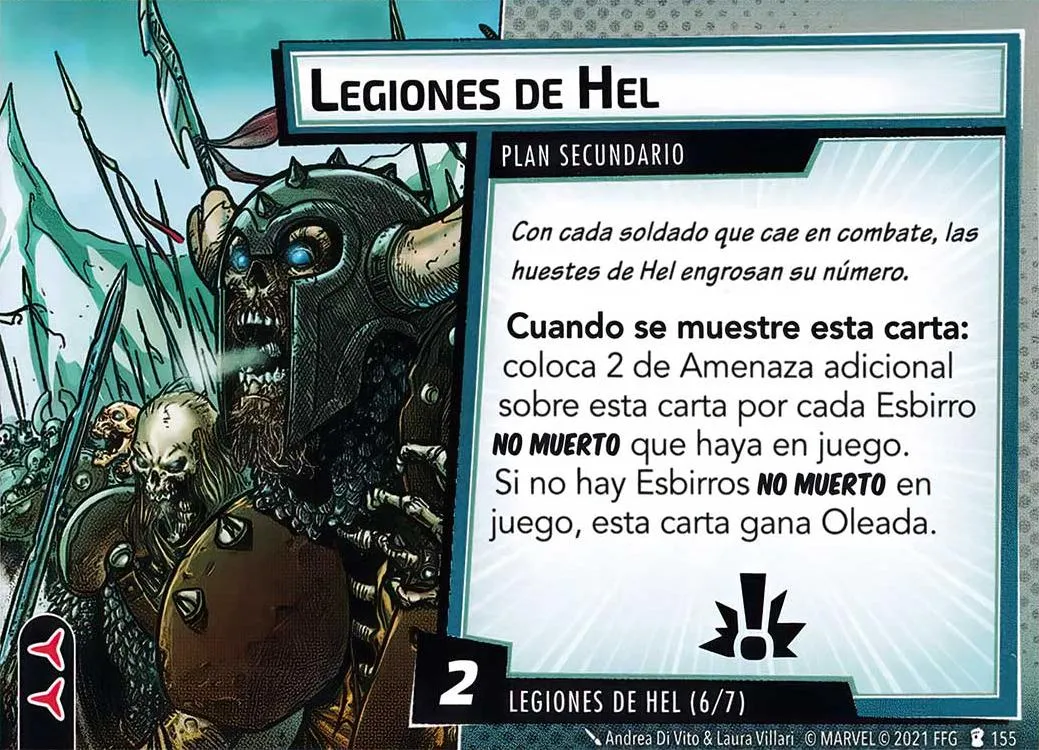 LEGIONES DE HEL
PLAN SECUNDARIO
Con cada soldado que cae en combate, las
huestes de Hel engrosan su número.
Cuando se muestre esta carta:
coloca 2 de Amenaza adicional
sobre esta carta por cada Esbirro
NO MUERTO que haya en juego.
Si no hay Esbirros NO MUERTO en
juego, esta carta gana Oleada.
2
LEGIONES DE HEL (6/7)
Andrea Di Vito & Laura Villari © MARVEL © 2021 FFG 155